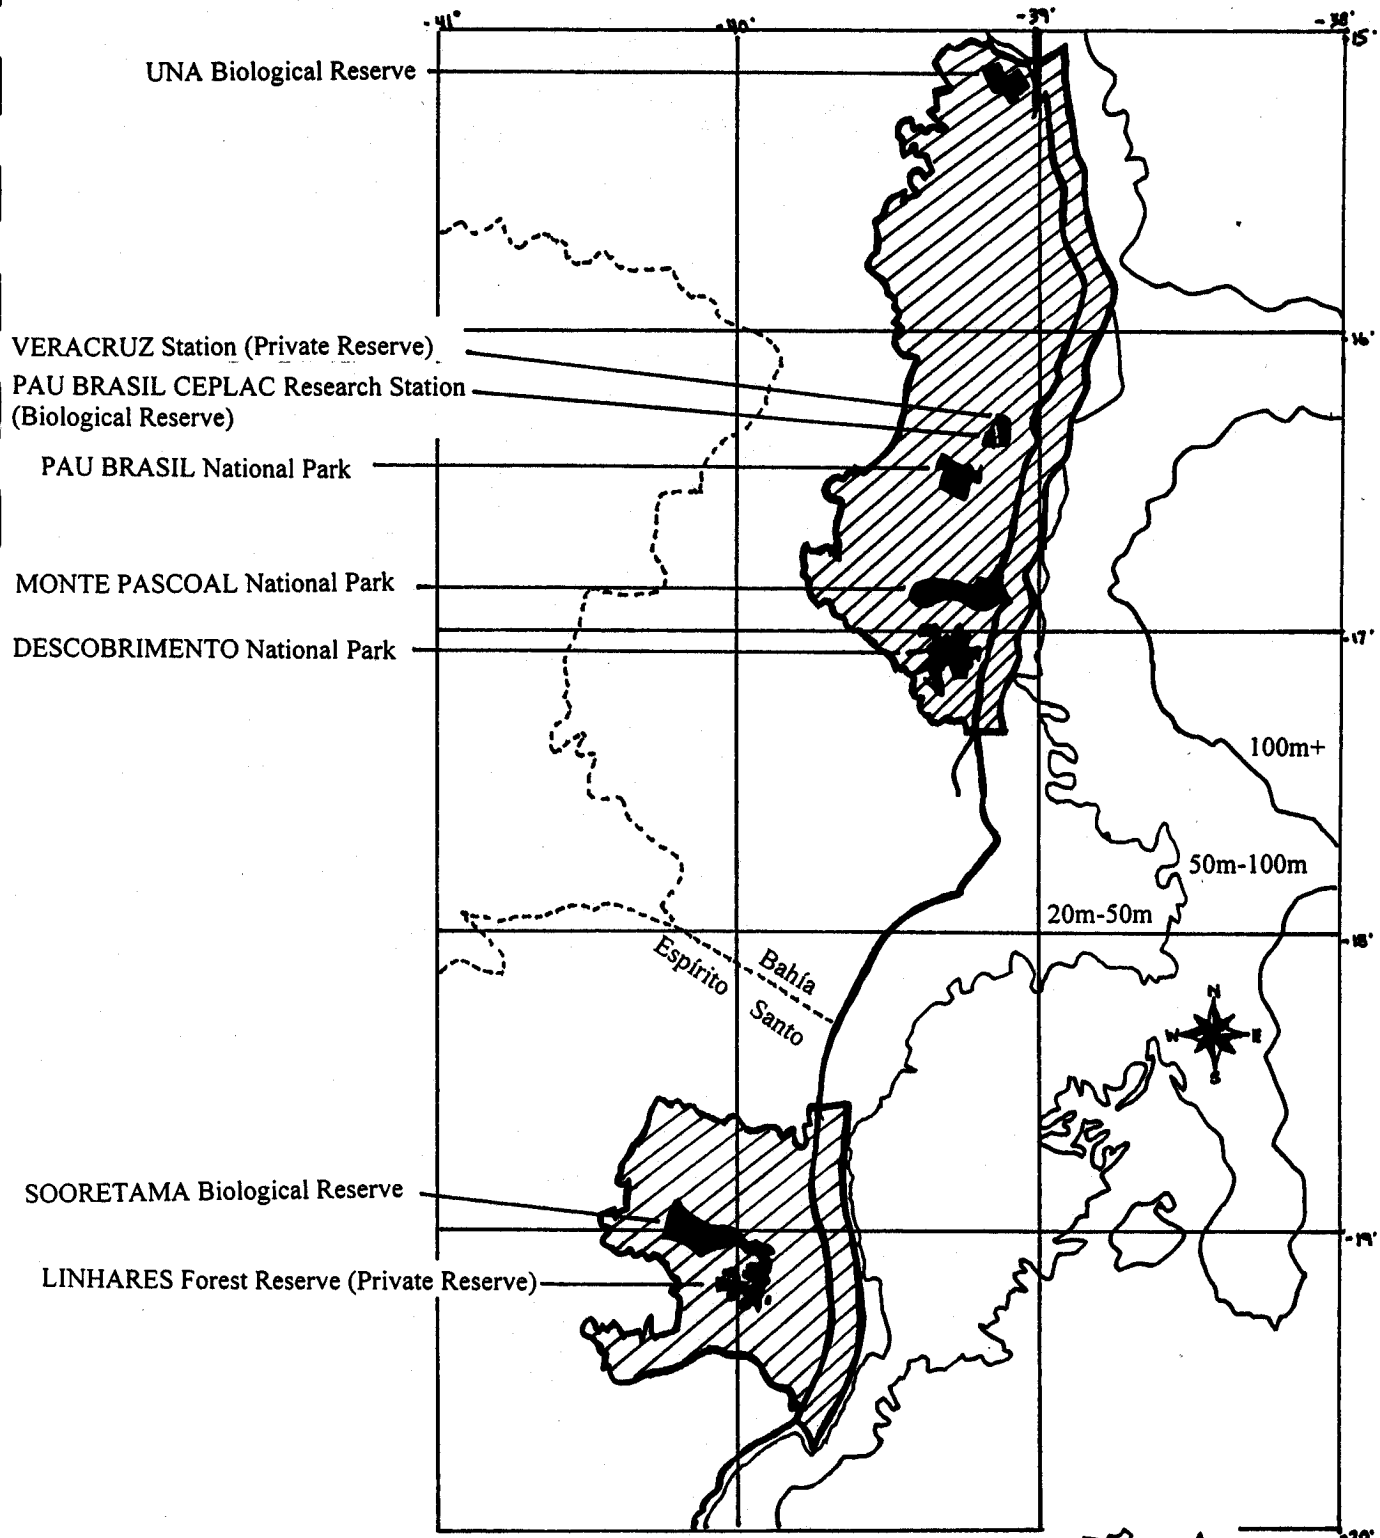 -41° -40° -39° -38°
15°
UNA Biological Reserve
16°
VERACRUZ Station (Private Reserve)
PAU BRASIL CEPLAC Research Station
(Biological Reserve)
PAU BRASIL National Park
MONTE PASCOAL National Park
17°
DESCOBRIMENTO National Park
100m+
50m-100m
20m-50m
-18°
Bahía
Espírito Santo
N
W E
S
SOORETAMA Biological Reserve
-19°
LINHARES Forest Reserve (Private Reserve)